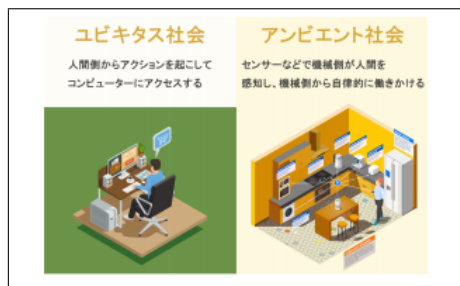 ユビキタス社会
人間側からアクションを起こして
コンピューターにアクセスする
アンビエント社会
センサーなどで機械側が人間を
感知し、機械側から自律的に働きかける